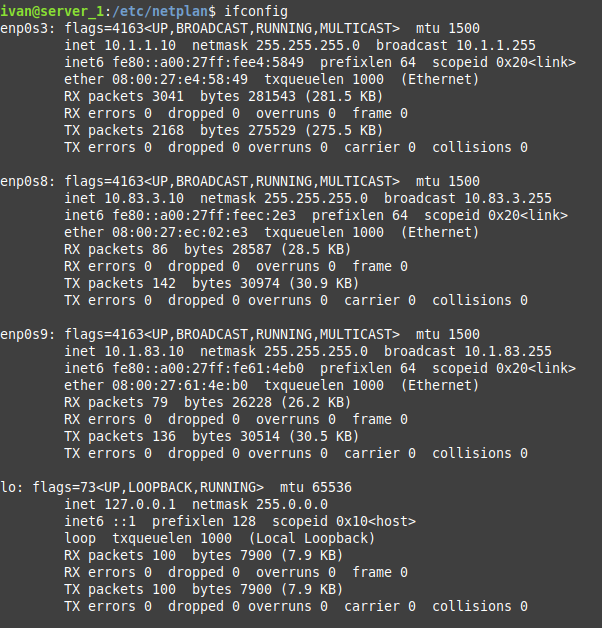 ivan@server_1:/etc/netplan$ ifconfig
enp0s3: flags=4163<UP,BROADCAST,RUNNING,MULTICAST>  mtu 1500
        inet 10.1.1.10  netmask 255.255.255.0  broadcast 10.1.1.255
        inet6 fe80::a00:27ff:fee4:5849  prefixlen 64  scopeid 0x20<link>
        ether 08:00:27:e4:58:49  txqueuelen 1000  (Ethernet)
        RX packets 3041  bytes 281543 (281.5 KB)
        RX errors 0  dropped 0  overruns 0  frame 0
        TX packets 2168  bytes 275529 (275.5 KB)
        TX errors 0  dropped 0 overruns 0  carrier 0  collisions 0

enp0s8: flags=4163<UP,BROADCAST,RUNNING,MULTICAST>  mtu 1500
        inet 10.83.3.10  netmask 255.255.255.0  broadcast 10.83.3.255
        inet6 fe80::a00:27ff:feec:2e3  prefixlen 64  scopeid 0x20<link>
        ether 08:00:27:ec:02:e3  txqueuelen 1000  (Ethernet)
        RX packets 86  bytes 28587 (28.5 KB)
        RX errors 0  dropped 0  overruns 0  frame 0
        TX packets 142  bytes 30974 (30.9 KB)
        TX errors 0  dropped 0 overruns 0  carrier 0  collisions 0

enp0s9: flags=4163<UP,BROADCAST,RUNNING,MULTICAST>  mtu 1500
        inet 10.1.83.10  netmask 255.255.255.0  broadcast 10.1.83.255
        inet6 fe80::a00:27ff:fe61:4eb0  prefixlen 64  scopeid 0x20<link>
        ether 08:00:27:61:4e:b0  txqueuelen 1000  (Ethernet)
        RX packets 79  bytes 26228 (26.2 KB)
        RX errors 0  dropped 0  overruns 0  frame 0
        TX packets 136  bytes 30514 (30.5 KB)
        TX errors 0  dropped 0 overruns 0  carrier 0  collisions 0

lo: flags=73<UP,LOOPBACK,RUNNING>  mtu 65536
        inet 127.0.0.1  netmask 255.0.0.0
        inet6 ::1  prefixlen 128  scopeid 0x10<host>
        loop  txqueuelen 1000  (Local Loopback)
        RX packets 100  bytes 7900 (7.9 KB)
        RX errors 0  dropped 0  overruns 0  frame 0
        TX packets 100  bytes 7900 (7.9 KB)
        TX errors 0  dropped 0 overruns 0  carrier 0  collisions 0